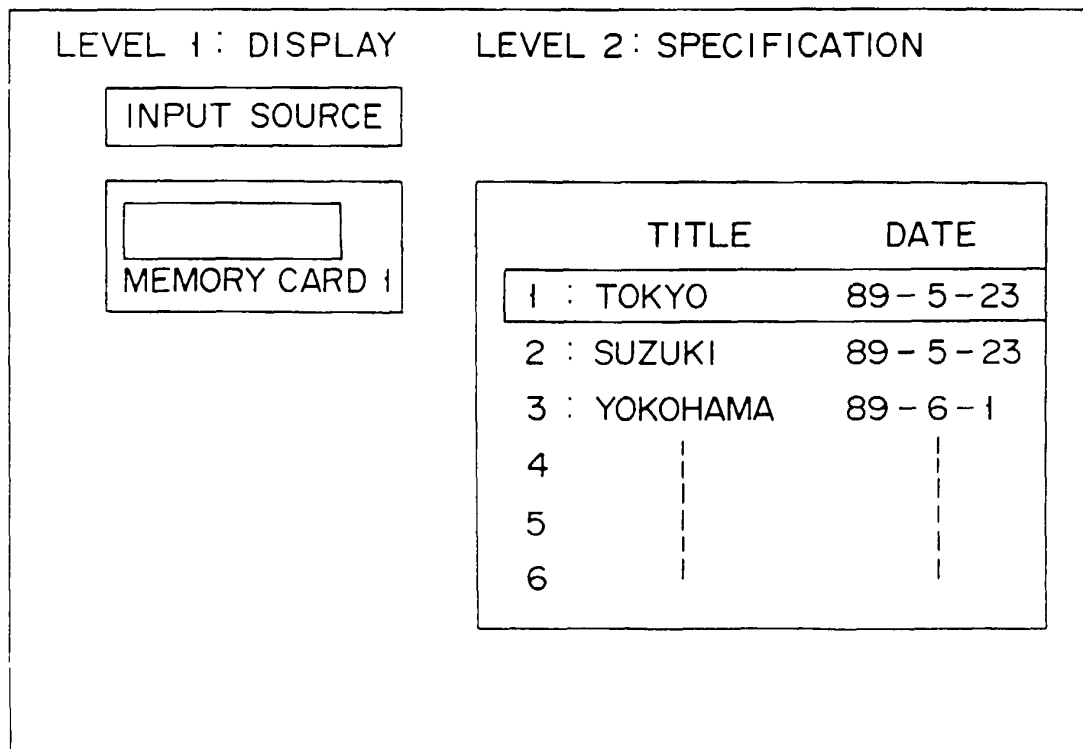 LEVEL 1 : DISPLAY LEVEL 2 : SPECIFICATION
INPUT SOURCE
MEMORY CARD 1
TITLE DATE
1 : TOKYO 89-5-23
2 : SUZUKI 89-5-23
3 : YOKOHAMA 89-6-1
4
5
6